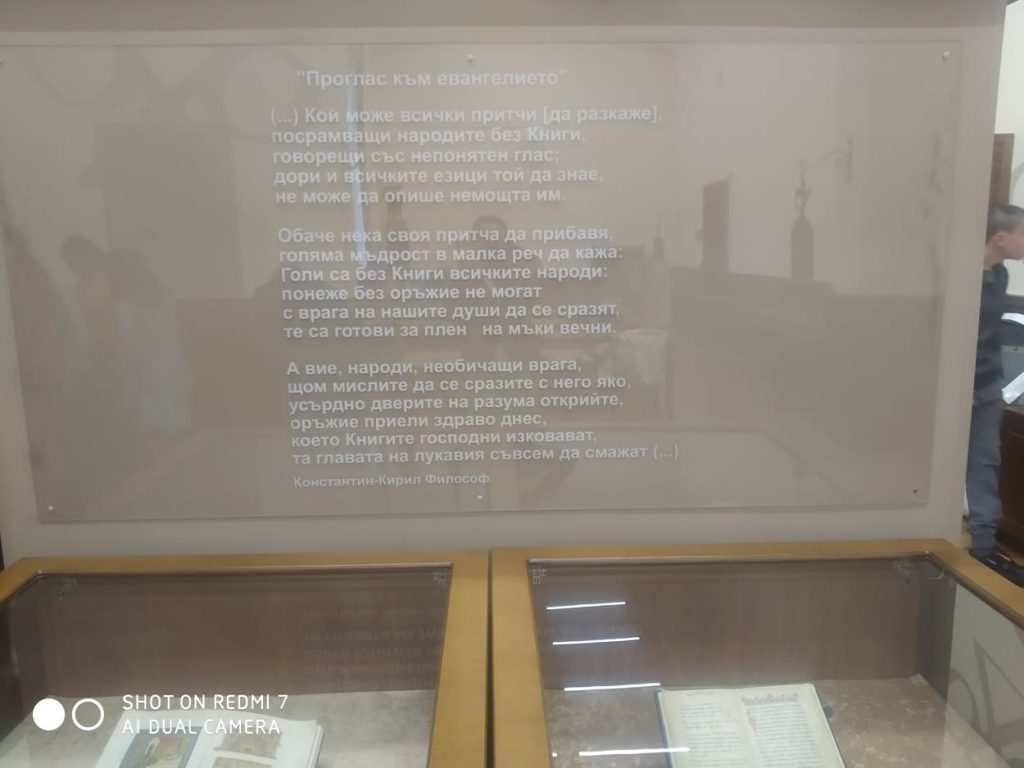 "Проглас към евангелието"
(...) Кой може всички притчи [да разкаже],
посрамващи народите без Книги,
говорещи със непонятен глас;
дори и всичките езици той да знае,
не може да опише немощта им.
Обаче нека своя притча да прибавя,
голяма мъдрост в малка реч да кажа:
Голи са без Книги всичките народи:
понеже без оръжие не могат
с врага на нашите души да се сразят,
те са готови за плен на мъки вечни.
А вие, народи, необичащи врага,
щом мислите да се сразите с него яко,
усърдно дверите на разума открийте,
оръжие приели здраво днес,
което Книгите господни изковават,
та главата на лукавия съвсем да смажат (...)
Константин-Кирил Философ
SHOT ON REDMI 7
AI DUAL CAMERA